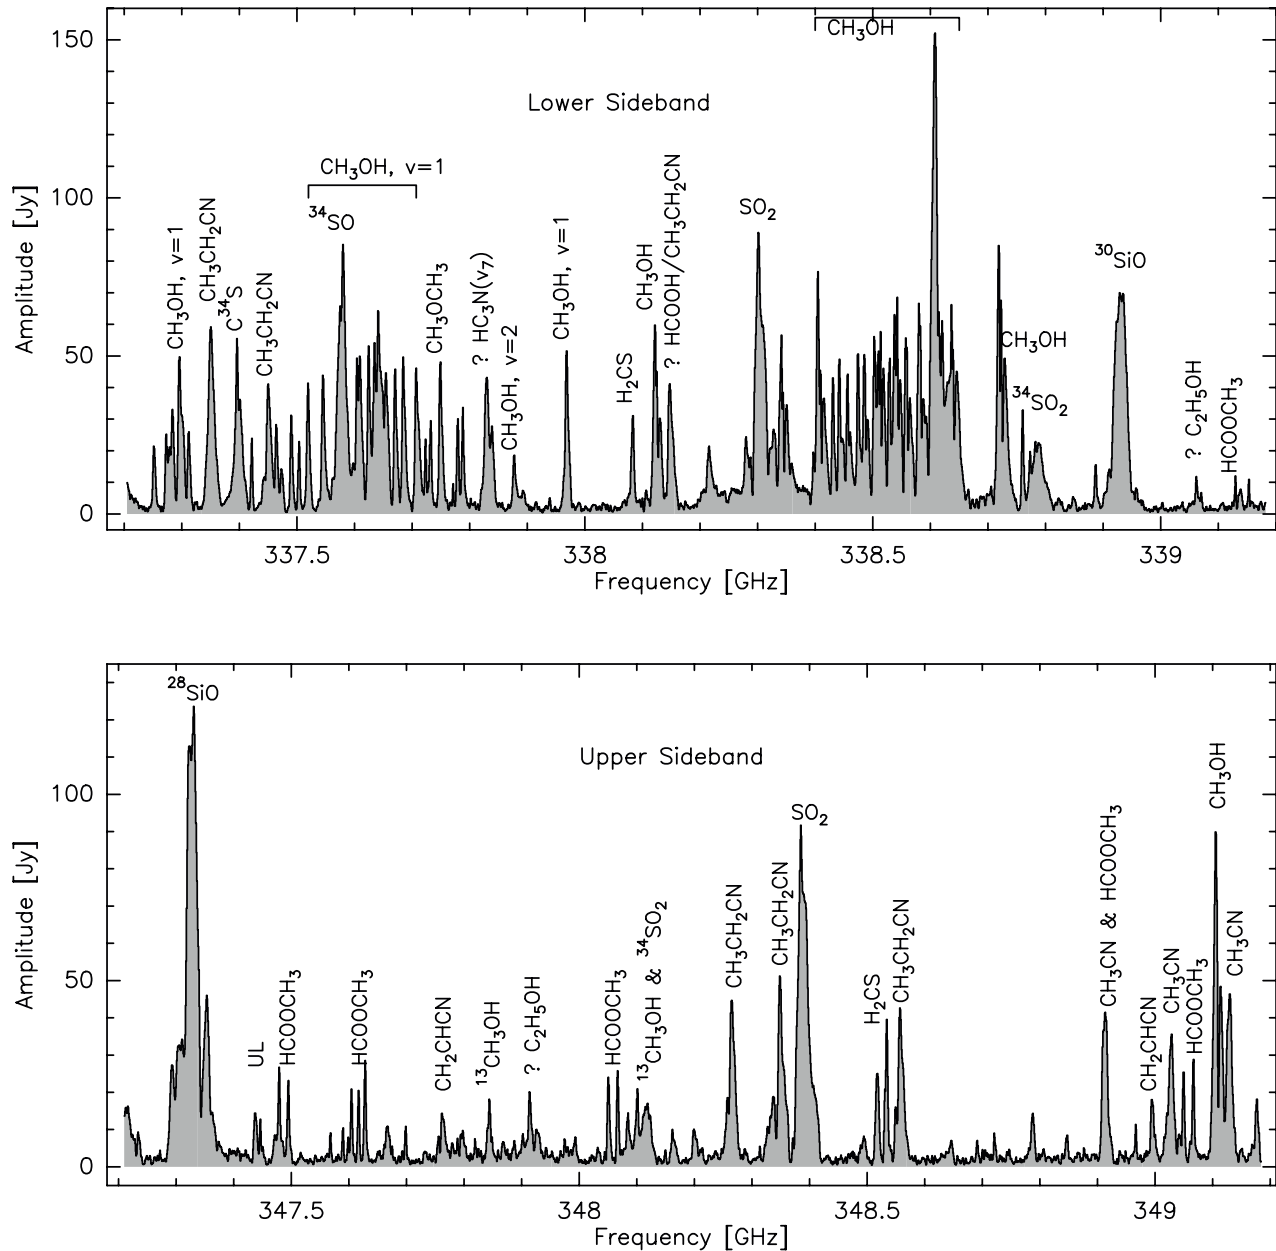 150
100
50
0
Amplitude [Jy]
Lower Sideband
CH₃OH, v=1
CH₃CH₂CN
C³⁴S
CH₃CH₂CN
CH₃OH, v=1
³⁴SO
CH₃OCH₃
? HC₃N(v₇)
CH₃OH, v=2
CH₃OH, v=1
H₂CS
CH₃OH
? HCOOH/CH₃CH₂CN
SO₂
CH₃OH
CH₃OH
³⁴SO₂
³⁰SiO
? C₂H₅OH
HCOOCH₃
337.5
338
338.5
339
Frequency [GHz]
100
50
0
Amplitude [Jy]
Upper Sideband
²⁸SiO
UL
HCOOCH₃
HCOOCH₃
CH₂CHCN
¹³CH₃OH
? C₂H₅OH
HCOOCH₃
¹³CH₃OH & ³⁴SO₂
CH₃CH₂CN
CH₃CH₂CN
SO₂
H₂CS
CH₃CH₂CN
CH₃CN & HCOOCH₃
CH₂CHCN
CH₃CN
HCOOCH₃
CH₃OH
CH₃CN
347.5
348
348.5
349
Frequency [GHz]